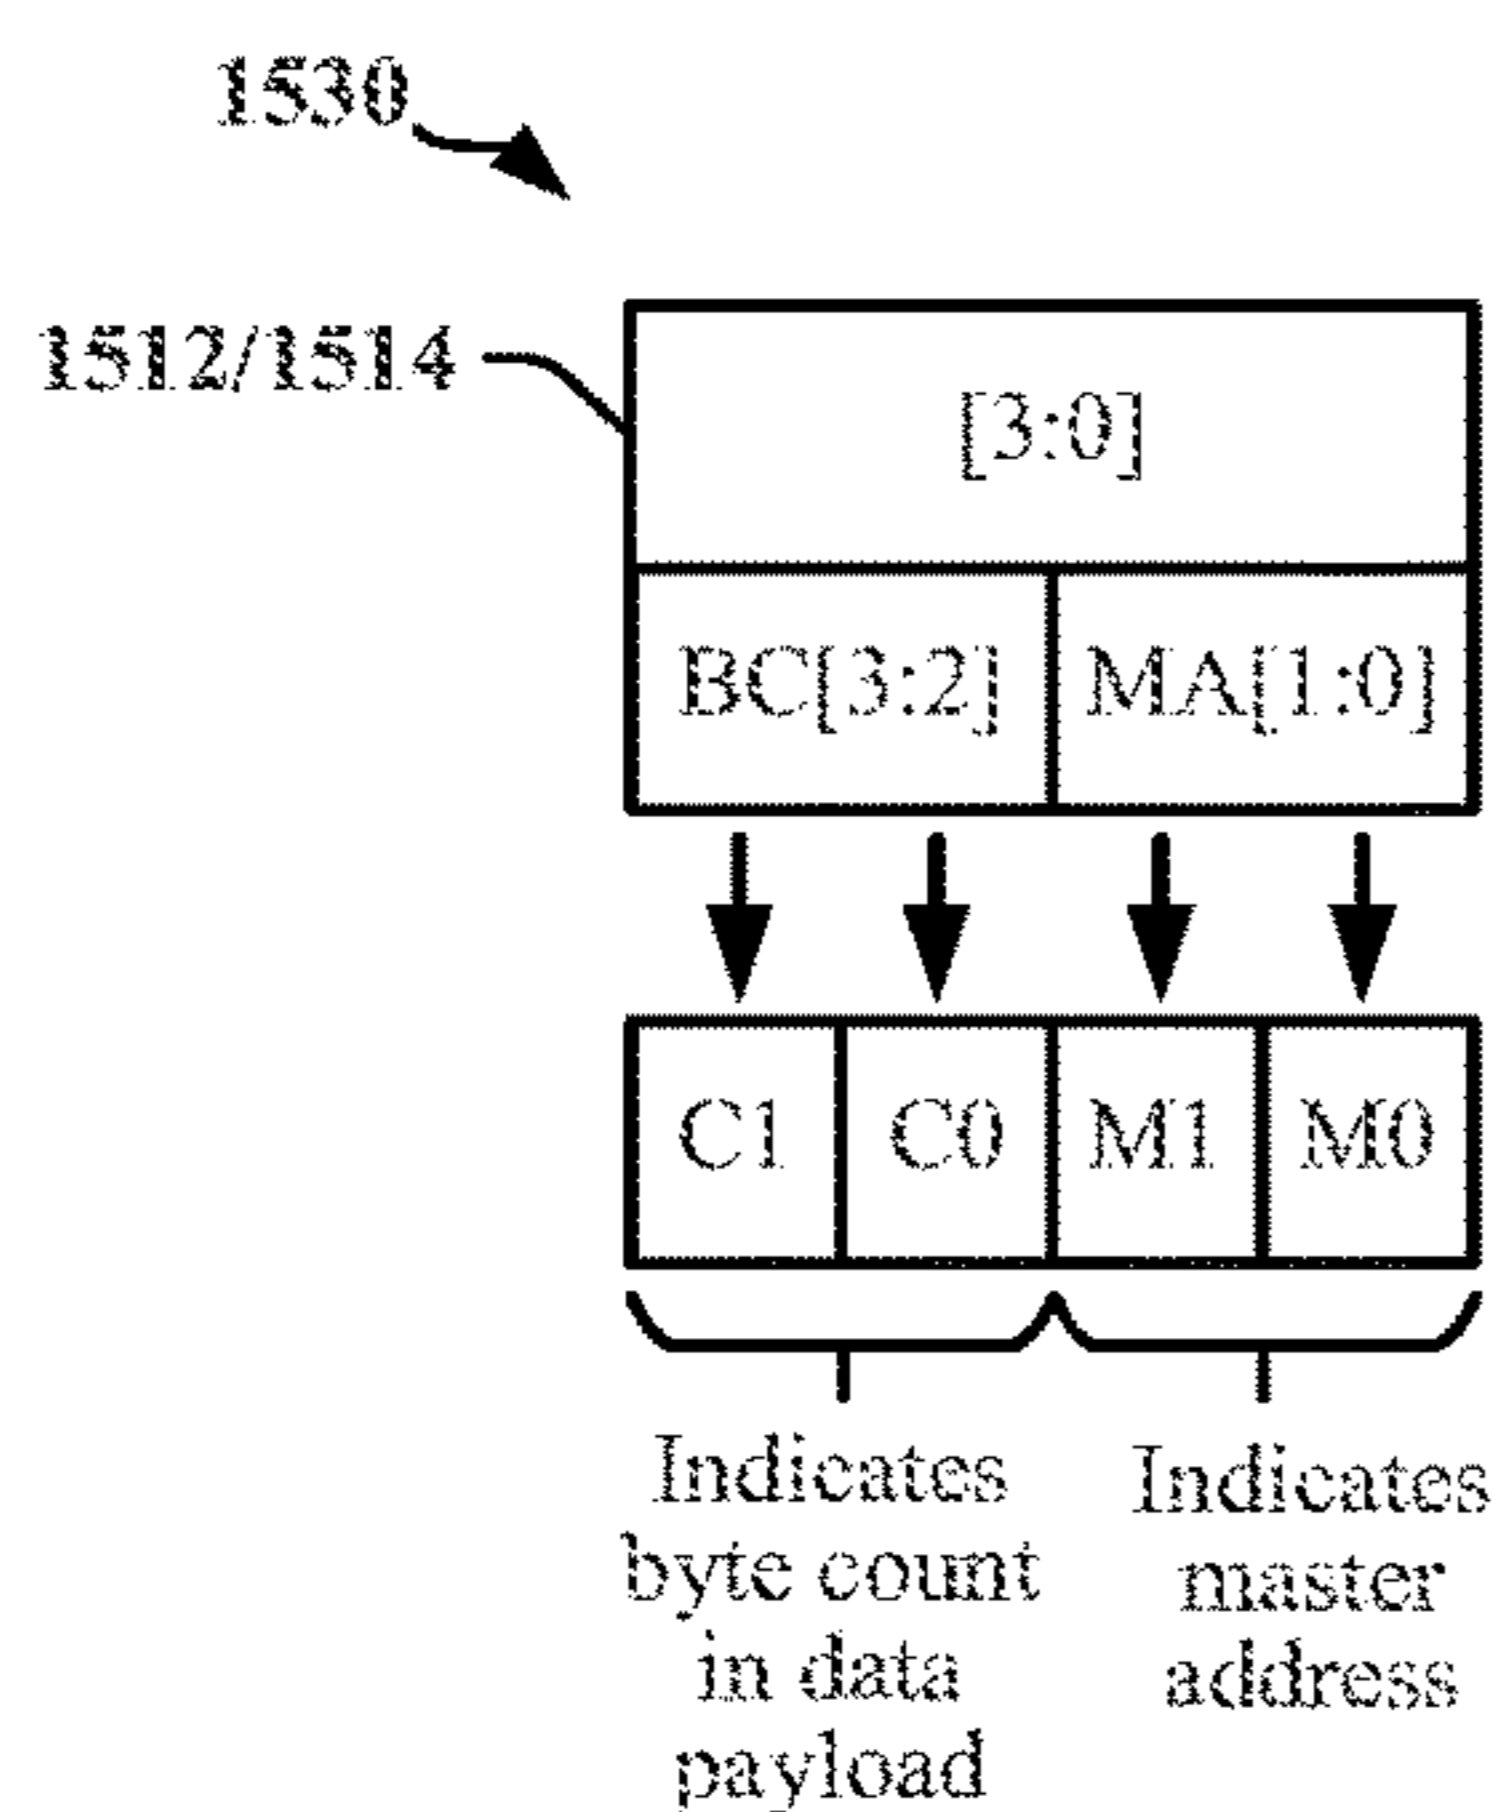 1530
1512/1514
[3:0]
BC[3:2] MA[1:0]
C1 C0 M1 M0
Indicates
byte count
in data
payload
Indicates
master
address